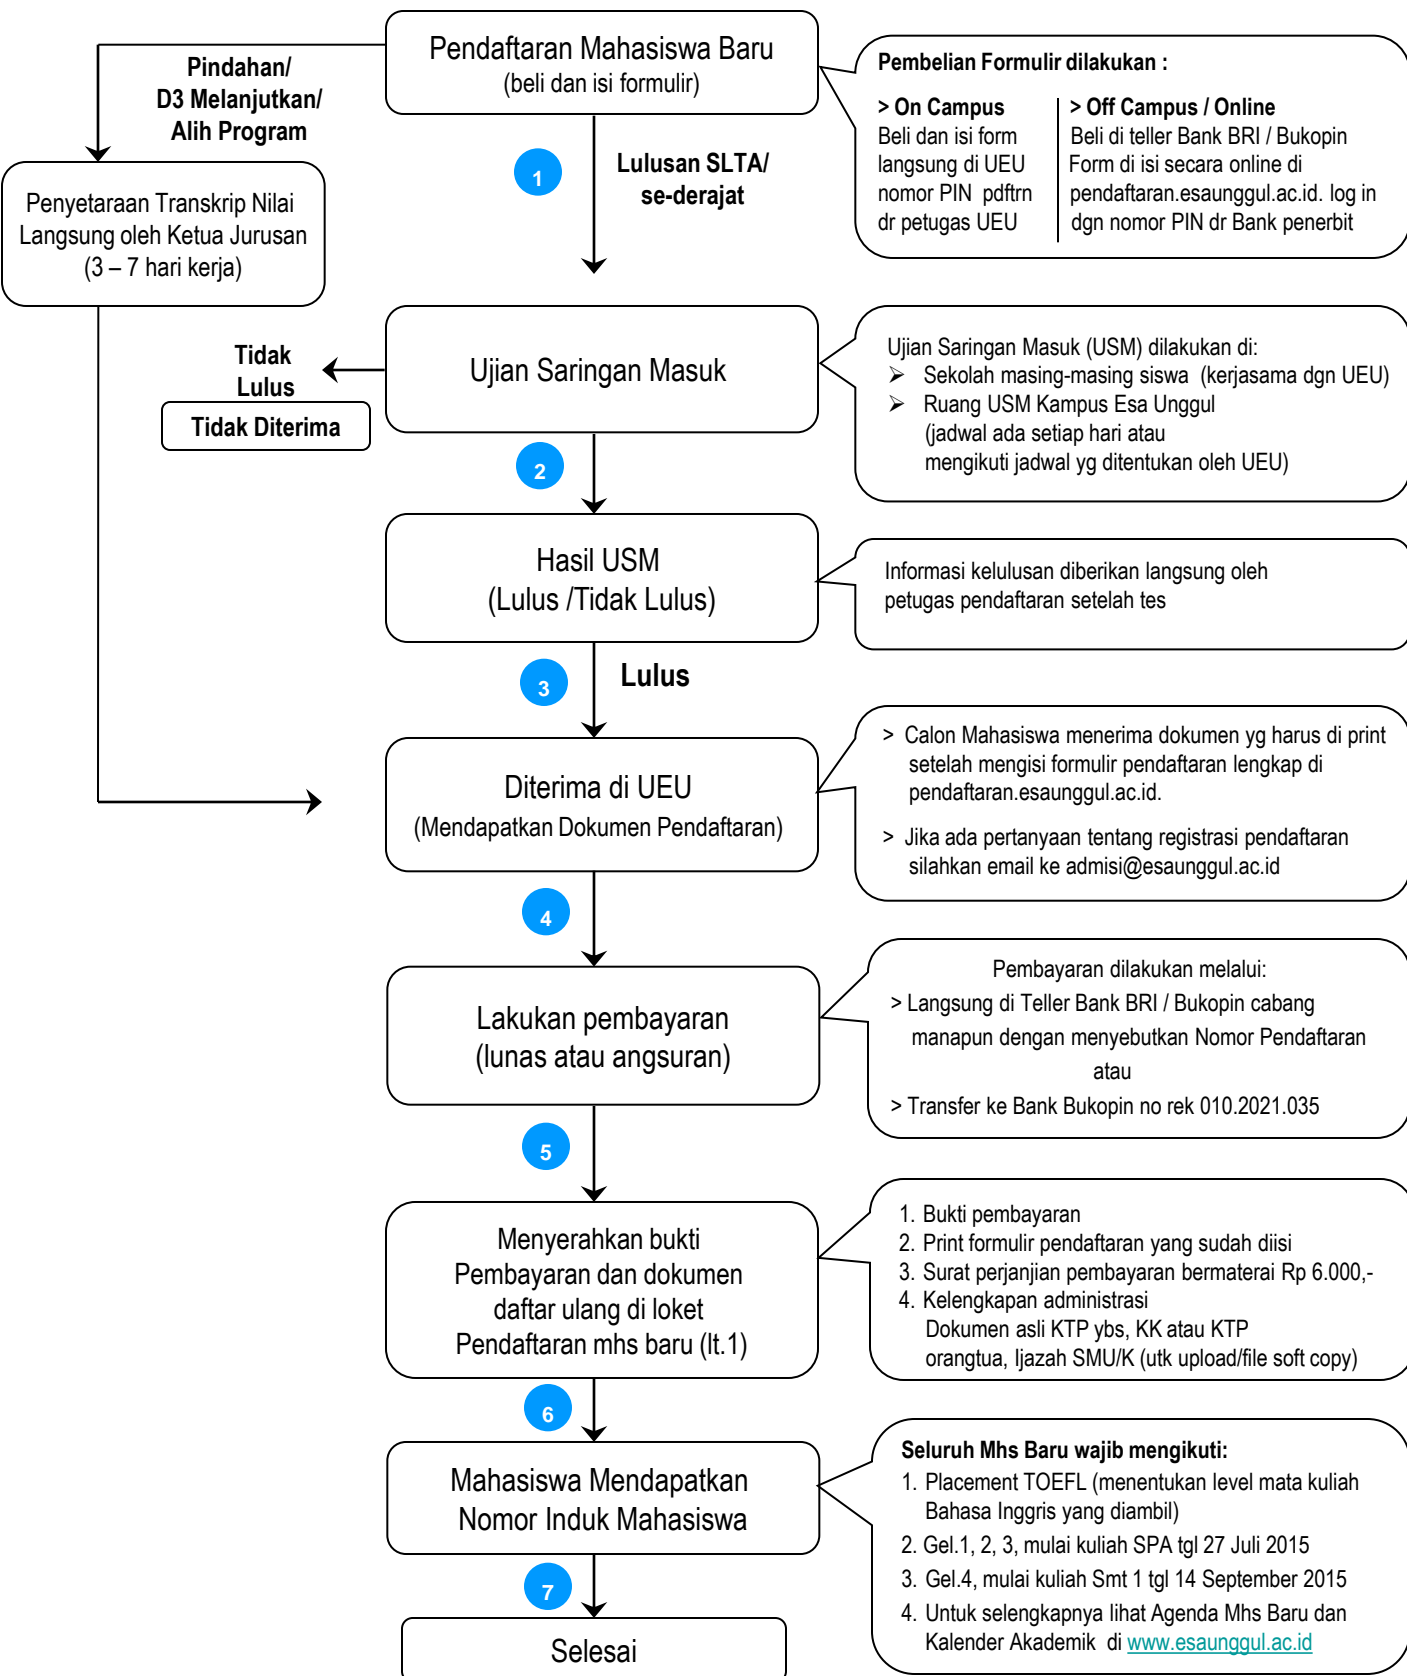 Pendaftaran Mahasiswa Baru
(beli dan isi formulir)
Pindahan/
D3 Melanjutkan/
Alih Program
Pembelian Formulir dilakukan :
> On Campus
Beli dan isi form
langsung di UEU
nomor PIN pdftrn
dr petugas UEU
> Off Campus / Online
Beli di teller Bank BRI / Bukopin
Form di isi secara online di
pendaftaran.esaunggul.ac.id. log in
dgn nomor PIN dr Bank penerbit
1
Lulusan SLTA/
se-derajat
Penyetaraan Transkrip Nilai
Langsung oleh Ketua Jurusan
(3 – 7 hari kerja)
Ujian Saringan Masuk
Tidak
Lulus
Tidak Diterima
Ujian Saringan Masuk (USM) dilakukan di:
➢ Sekolah masing-masing siswa (kerjasama dgn UEU)
➢ Ruang USM Kampus Esa Unggul
(jadwal ada setiap hari atau
mengikuti jadwal yg ditentukan oleh UEU)
2
Hasil USM
(Lulus /Tidak Lulus)
Informasi kelulusan diberikan langsung oleh
petugas pendaftaran setelah tes
3
Lulus
Diterima di UEU
(Mendapatkan Dokumen Pendaftaran)
> Calon Mahasiswa menerima dokumen yg harus di print
setelah mengisi formulir pendaftaran lengkap di
pendaftaran.esaunggul.ac.id.
> Jika ada pertanyaan tentang registrasi pendaftaran
silahkan email ke admisi@esaunggul.ac.id
4
Lakukan pembayaran
(lunas atau angsuran)
Pembayaran dilakukan melalui:
> Langsung di Teller Bank BRI / Bukopin cabang
manapun dengan menyebutkan Nomor Pendaftaran
atau
> Transfer ke Bank Bukopin no rek 010.2021.035
5
Menyerahkan bukti
Pembayaran dan dokumen
daftar ulang di loket
Pendaftaran mhs baru (lt.1)
1. Bukti pembayaran
2. Print formulir pendaftaran yang sudah diisi
3. Surat perjanjian pembayaran bermaterai Rp 6.000,-
4. Kelengkapan administrasi
Dokumen asli KTP ybs, KK atau KTP
orangtua, Ijazah SMU/K (utk upload/file soft copy)
6
Mahasiswa Mendapatkan
Nomor Induk Mahasiswa
Seluruh Mhs Baru wajib mengikuti:
1. Placement TOEFL (menentukan level mata kuliah
Bahasa Inggris yang diambil)
2. Gel.1, 2, 3, mulai kuliah SPA tgl 27 Juli 2015
3. Gel.4, mulai kuliah Smt 1 tgl 14 September 2015
4. Untuk selengkapnya lihat Agenda Mhs Baru dan
Kalender Akademik di www.esaunggul.ac.id
7
Selesai